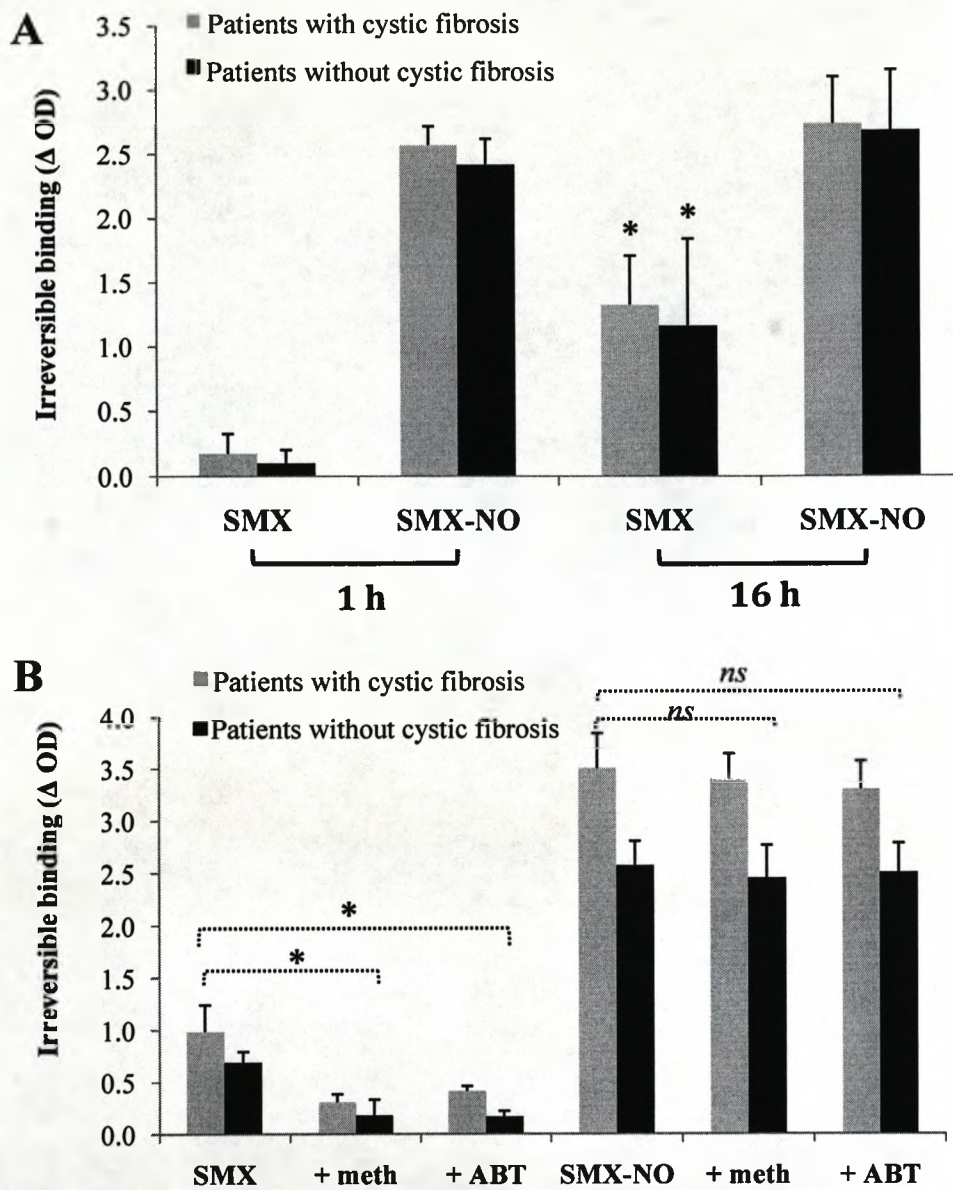 A
Patients with cystic fibrosis
Patients without cystic fibrosis
Irreversible binding (Δ OD)
3.5
3.0
2.5
2.0
1.5
1.0
0.5
0.0
* *
SMX SMX-NO SMX SMX-NO
1 h 16 h
B
Patients with cystic fibrosis
Patients without cystic fibrosis
Irreversible binding (Δ OD)
4.0
3.5
3.0
2.5
2.0
1.5
1.0
0.5
0.0
ns
ns
*
*
SMX + meth + ABT SMX-NO + meth + ABT